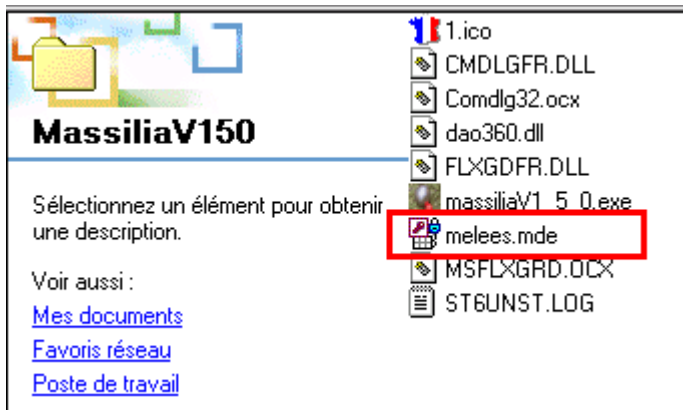 MassiliaV150
Sélectionnez un élément pour obtenir
une description.
Voir aussi :
Mes documents
Favoris réseau
Poste de travail
1.ico
CMDLGFR.DLL
Comdlg32.ocx
dao360.dll
FLXGDFR.DLL
massiliaV1_5_0.exe
melees.mde
MSFLXGRD.OCX
ST6UNST.LOG